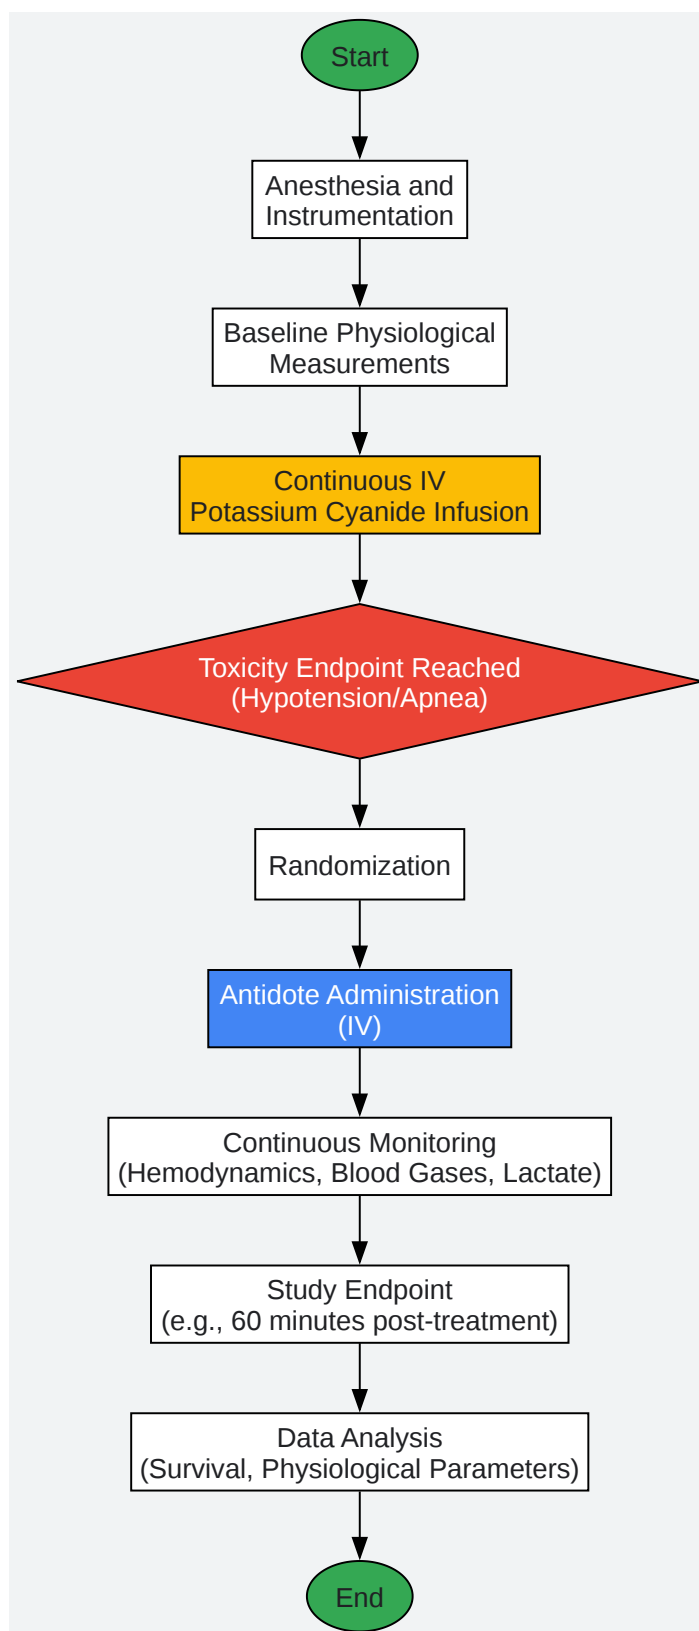 Start
Anesthesia and
Instrumentation
Baseline Physiological
Measurements
Continuous IV
Potassium Cyanide Infusion
Toxicity Endpoint Reached
(Hypotension/Apnea)
Randomization
Antidote Administration
(IV)
Continuous Monitoring
(Hemodynamics, Blood Gases, Lactate)
Study Endpoint
(e.g., 60 minutes post-treatment)
Data Analysis
(Survival, Physiological Parameters)
End